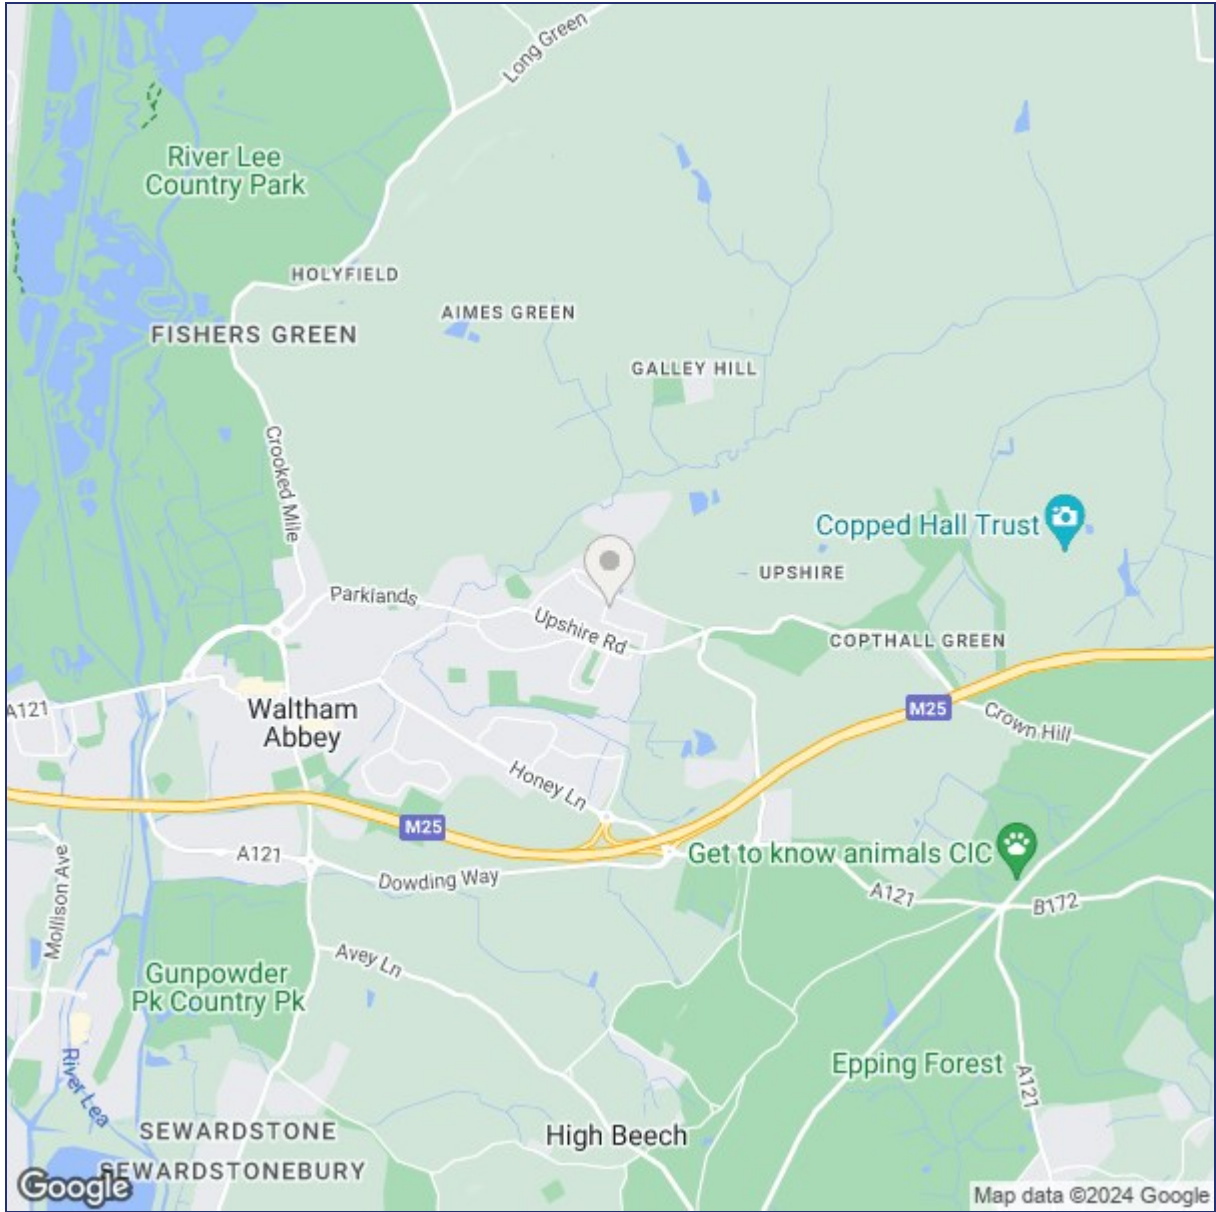 Long Green
River Lee
Country Park
HOLYFIELD
AIMES GREEN
FISHERS GREEN
GALLEY HILL
Crooked Mile
Copped Hall Trust
UPSHIRE
Parklands
Upshire Rd
COPTHALL GREEN
A121
Waltham
Abbey
M25
Crown Hill
Honey Ln
M25
A121
Get to know animals CIC
Dowding Way
A121
B172
Mollison Ave
Avey Ln
Gunpowder
Pk Country Pk
Epping Forest
A121
River Lea
SEWARDSTONE
High Beech
SEWARDSTONEBURY
Google
Map data ©2024 Google